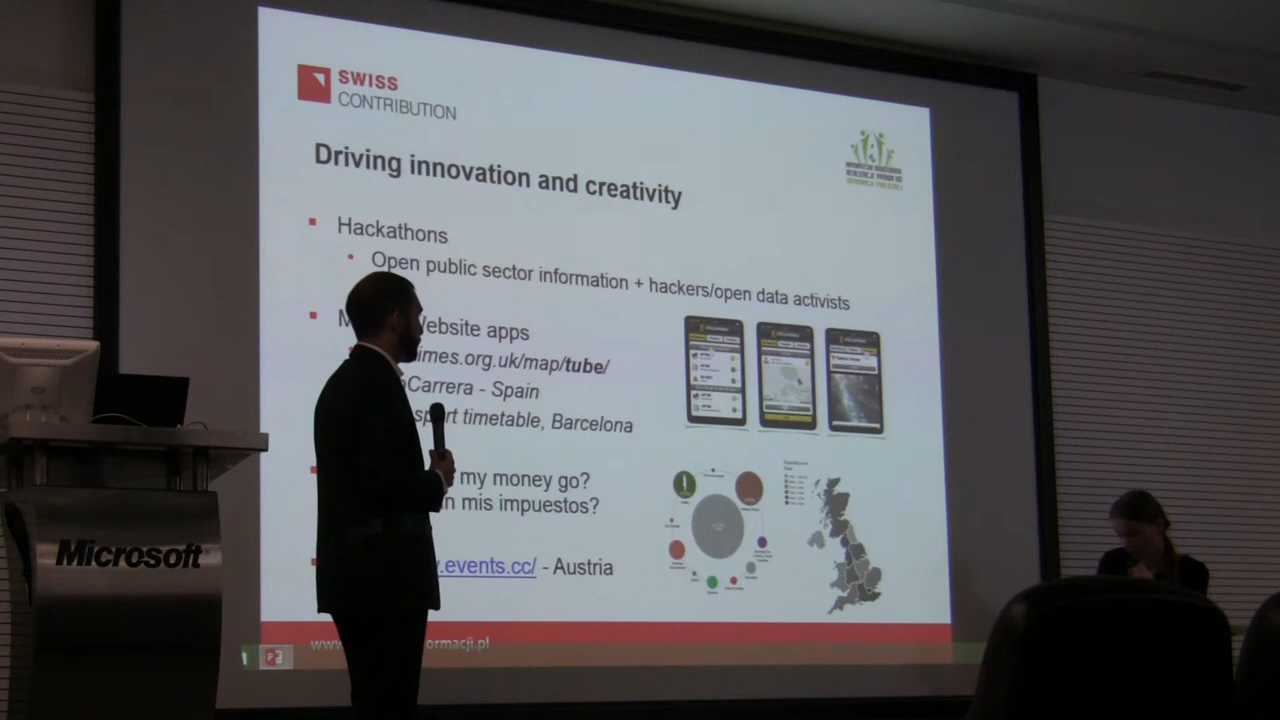 SWISS
CONTRIBUTION
Driving innovation and creativity
Hackathons
Open public sector information + hackers/open data activists
website apps
imes.org.uk/map/tube/
Carrera - Spain
sport timetable, Barcelona
my money go?
n mis impuestos?
.events.cc/ - Austria
www. ormacji.pl
Microsoft